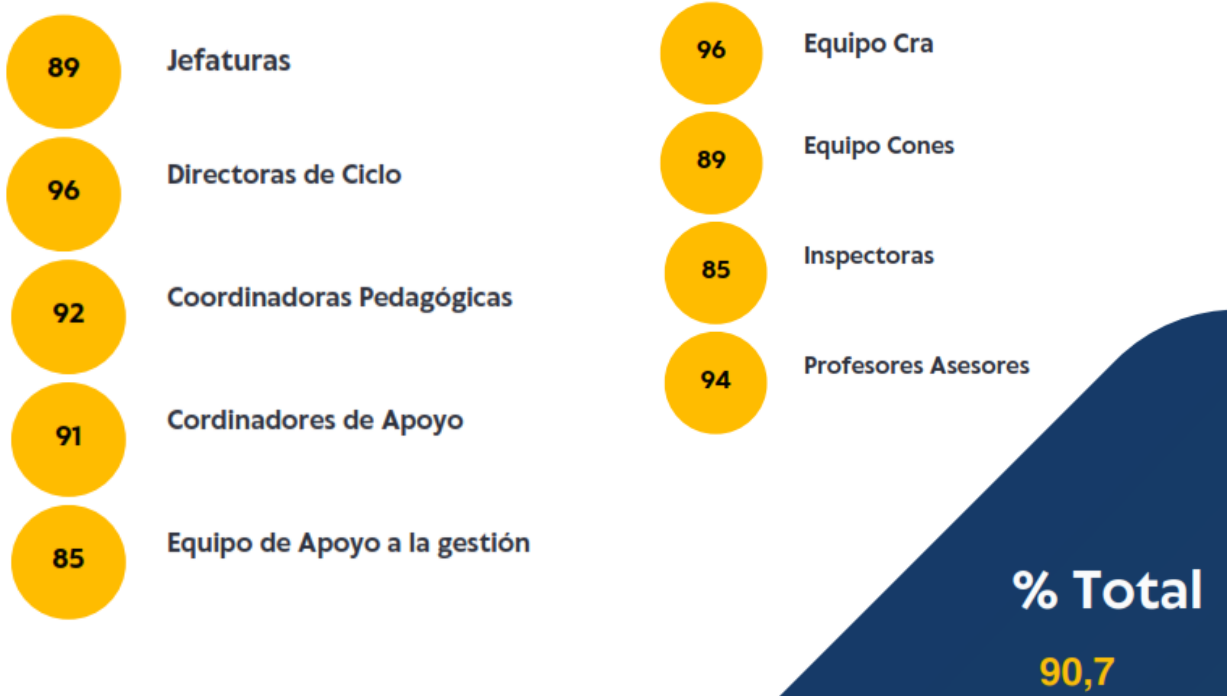 89 Jefaturas
96 Directoras de Ciclo
92 Coordinadoras Pedagógicas
91 Cordinadores de Apoyo
85 Equipo de Apoyo a la gestión
96 Equipo Cra
89 Equipo Cones
85 Inspectoras
94 Profesores Asesores
% Total
90,7